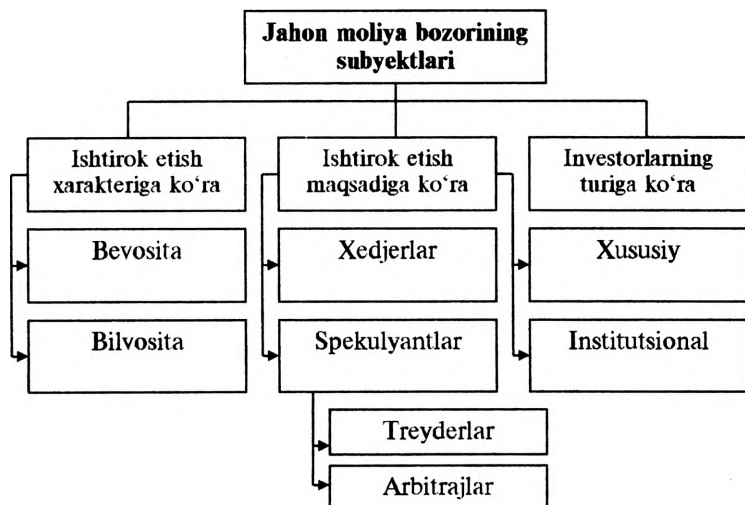 Jahon moliya bozorining
subyektlari
Ishtirok etish
xarakteriga ko‘ra
Ishtirok etish
maqsadiga ko‘ra
Investorlarning
turiga ko‘ra
Bevosita
Xedjerlar
Xususiy
Bilvosita
Spekulyantlar
Institutsional
Treyderlar
Arbitrajlar